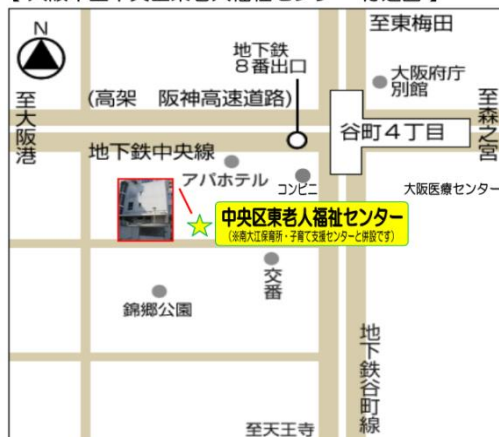 N
至東梅田
地下鉄
8番出口
大阪府庁
別館
至大阪港
(高架 阪神高速道路)
至森之宮
谷町4丁目
地下鉄中央線
アパホテル
コンビニ
大阪医療センター
中央区東老人福祉センター
(※南大江保育所・子育て支援センターと併設です)
交番
錦郷公園
地下鉄谷町線
至天王寺